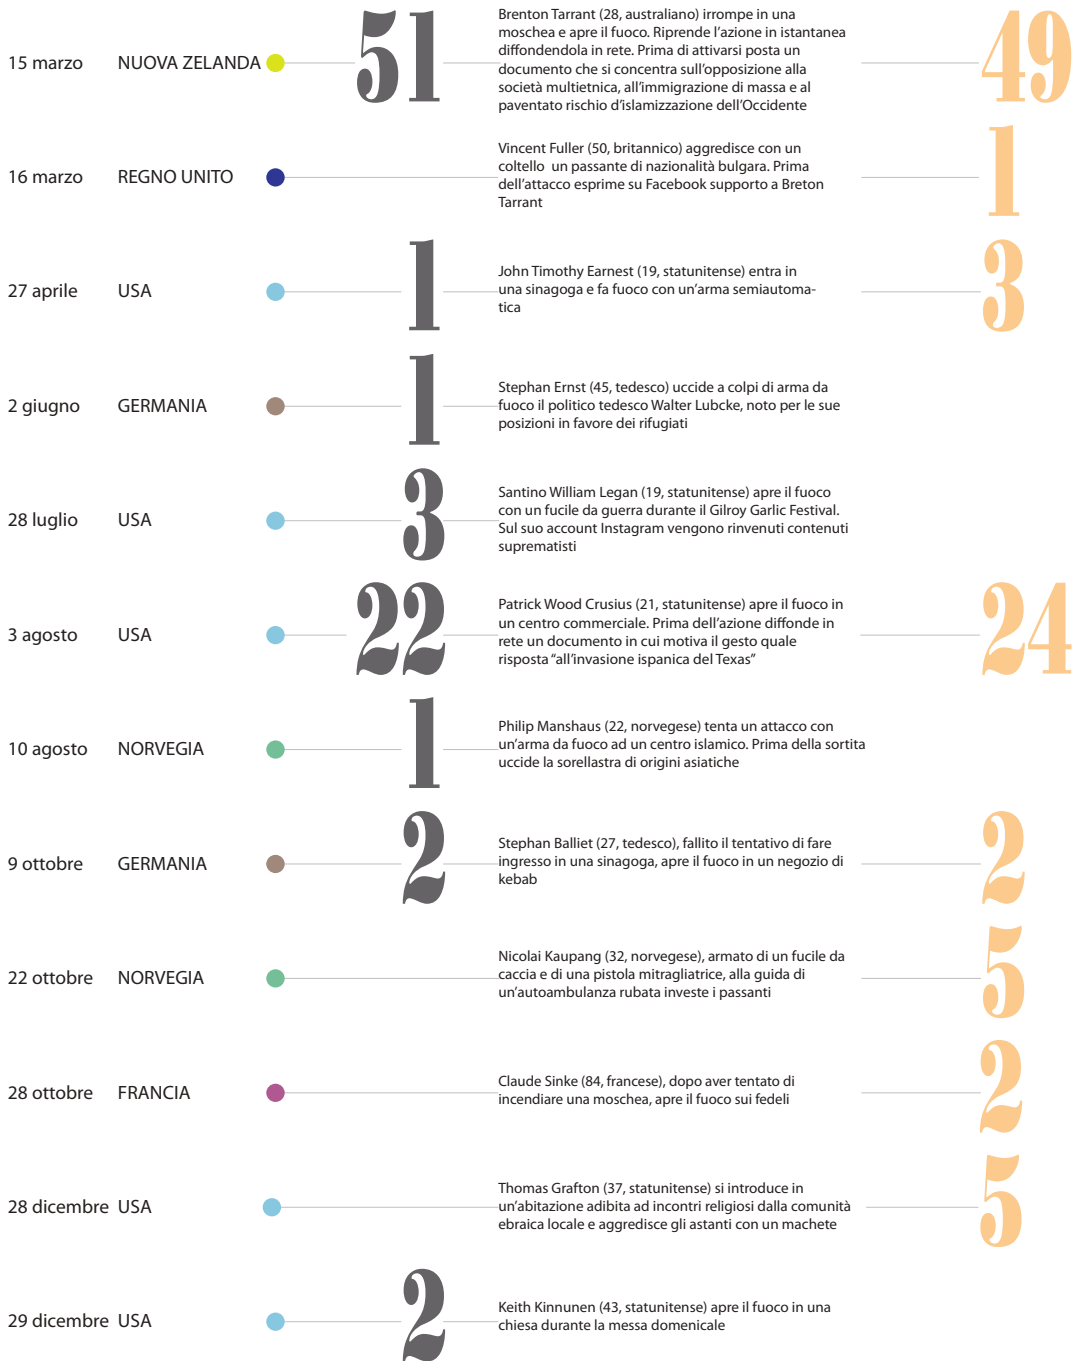 15 marzo NUOVA ZELANDA 51
Brenton Tarrant (28, australiano) irrompe in una
moschea e apre il fuoco. Riprende l'azione in istantanea
diffondendola in rete. Prima di attivarsi posta un
documento che si concentra sull'opposizione alla
società multietnica, all'immigrazione di massa e al
paventato rischio d'islamizzazione dell'Occidente
49
16 marzo REGNO UNITO
Vincent Fuller (50, britannico) aggredisce con un
coltello un passante di nazionalità bulgara. Prima
dell'attacco esprime su Facebook supporto a Breton
Tarrant
1
27 aprile USA 1
John Timothy Earnest (19, statunitense) entra in
una sinagoga e fa fuoco con un'arma semiautoma-
tica
3
2 giugno GERMANIA 1
Stephan Ernst (45, tedesco) uccide a colpi di arma da
fuoco il politico tedesco Walter Lubcke, noto per le sue
posizioni in favore dei rifugiati
28 luglio USA 3
Santino William Legan (19, statunitense) apre il fuoco
con un fucile da guerra durante il Gilroy Garlic Festival.
Sul suo account Instagram vengono rinvenuti contenuti
suprematisti
3 agosto USA 22
Patrick Wood Crusius (21, statunitense) apre il fuoco in
un centro commerciale. Prima dell'azione diffonde in
rete un documento in cui motiva il gesto quale
risposta "all'invasione ispanica del Texas"
24
10 agosto NORVEGIA 1
Philip Manshaus (22, norvegese) tenta un attacco con
un'arma da fuoco ad un centro islamico. Prima della sortita
uccide la sorellastra di origini asiatiche
9 ottobre GERMANIA 2
Stephan Balliet (27, tedesco), fallito il tentativo di fare
ingresso in una sinagoga, apre il fuoco in un negozio di
kebab
2
22 ottobre NORVEGIA
Nicolai Kaupang (32, norvegese), armato di un fucile da
caccia e di una pistola mitragliatrice, alla guida di
un'autoambulanza rubata investe i passanti
5
28 ottobre FRANCIA
Claude Sinke (84, francese), dopo aver tentato di
incendiare una moschea, apre il fuoco sui fedeli
2
28 dicembre USA
Thomas Grafton (37, statunitense) si introduce in
un'abitazione adibita ad incontri religiosi dalla comunità
ebraica locale e aggredisce gli astanti con un machete
5
29 dicembre USA 2
Keith Kinnunen (43, statunitense) apre il fuoco in una
chiesa durante la messa domenicale